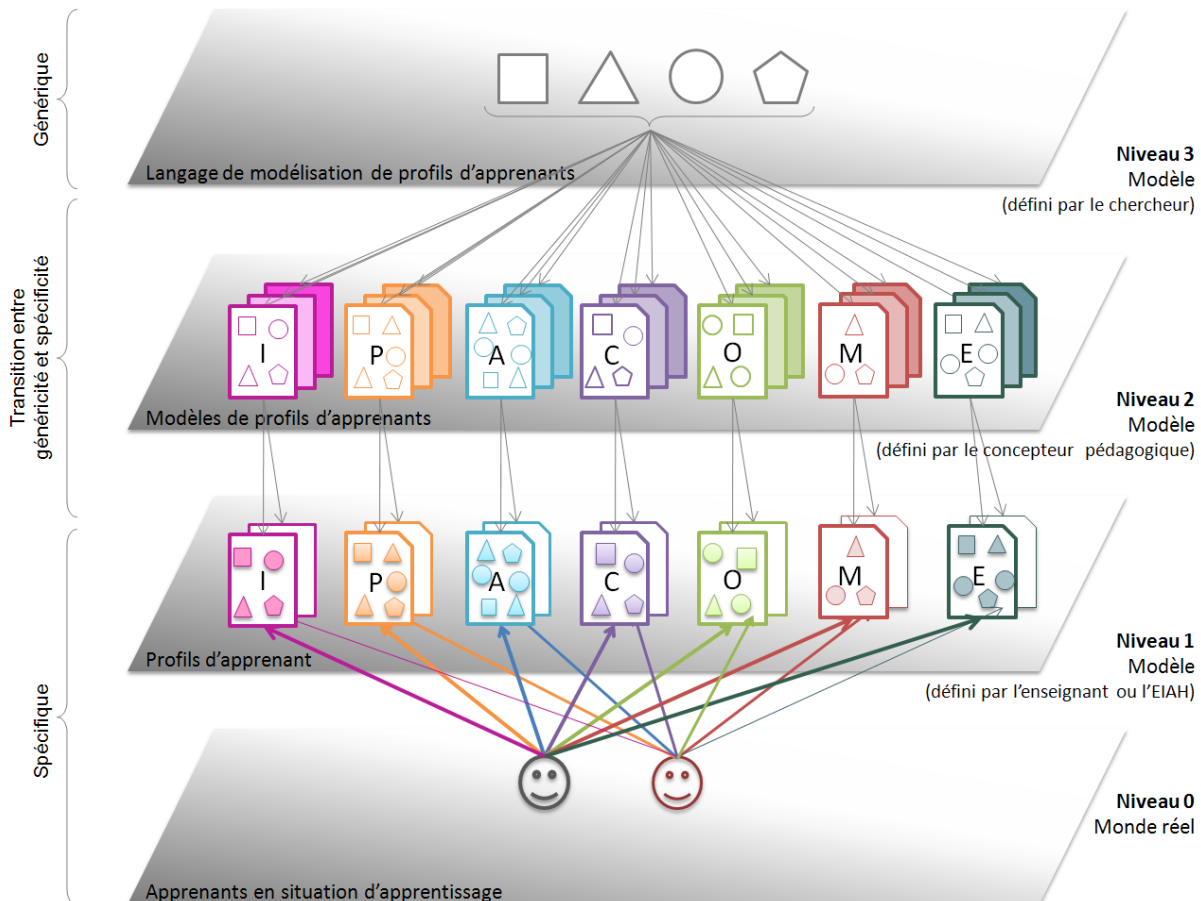 Générique
Langage de modélisation de profils d'apprenants
Niveau 3
Modèle
(défini par le chercheur)
Transition entre
généricité et spécificité
I
P
A
C
O
M
E
Modèles de profils d'apprenants
Niveau 2
Modèle
(défini par le concepteur pédagogique)
I
P
A
C
O
M
E
Profils d'apprenant
Niveau 1
Modèle
(défini par l'enseignant ou l'EIAH)
Spécifique
Niveau 0
Monde réel
Apprenants en situation d'apprentissage